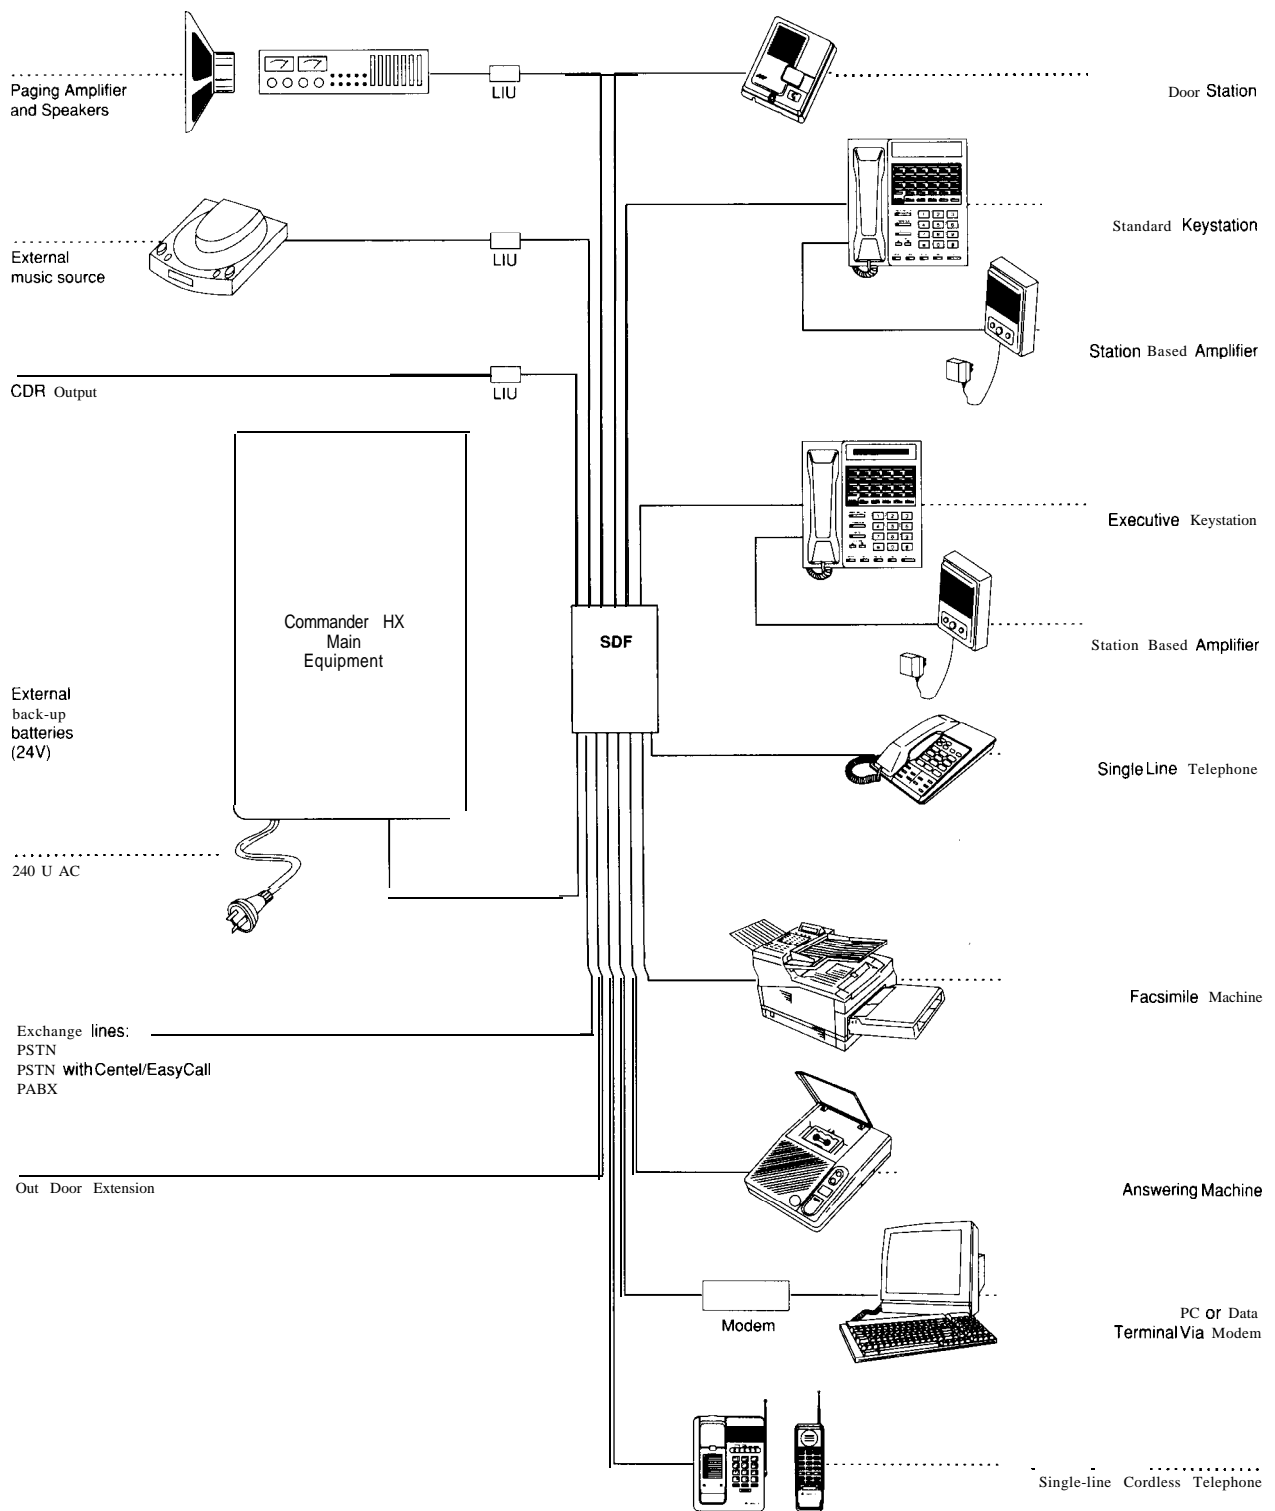 Paging Amplifier
and Speakers
LIU
Door Station
Standard Keystation
External
music source
LIU
Station Based Amplifier
CDR Output
LIU
Executive Keystation
Commander HX
Main
Equipment
SDF
Station Based Amplifier
External
back-up
batteries
(24V)
Single Line Telephone
240 U AC
Facsimile Machine
Exchange lines:
PSTN
PSTN with Centel/EasyCall
PABX
Out Door Extension
Answering Machine
Modem
PC or Data
Terminal Via Modem
Single-line Cordless Telephone